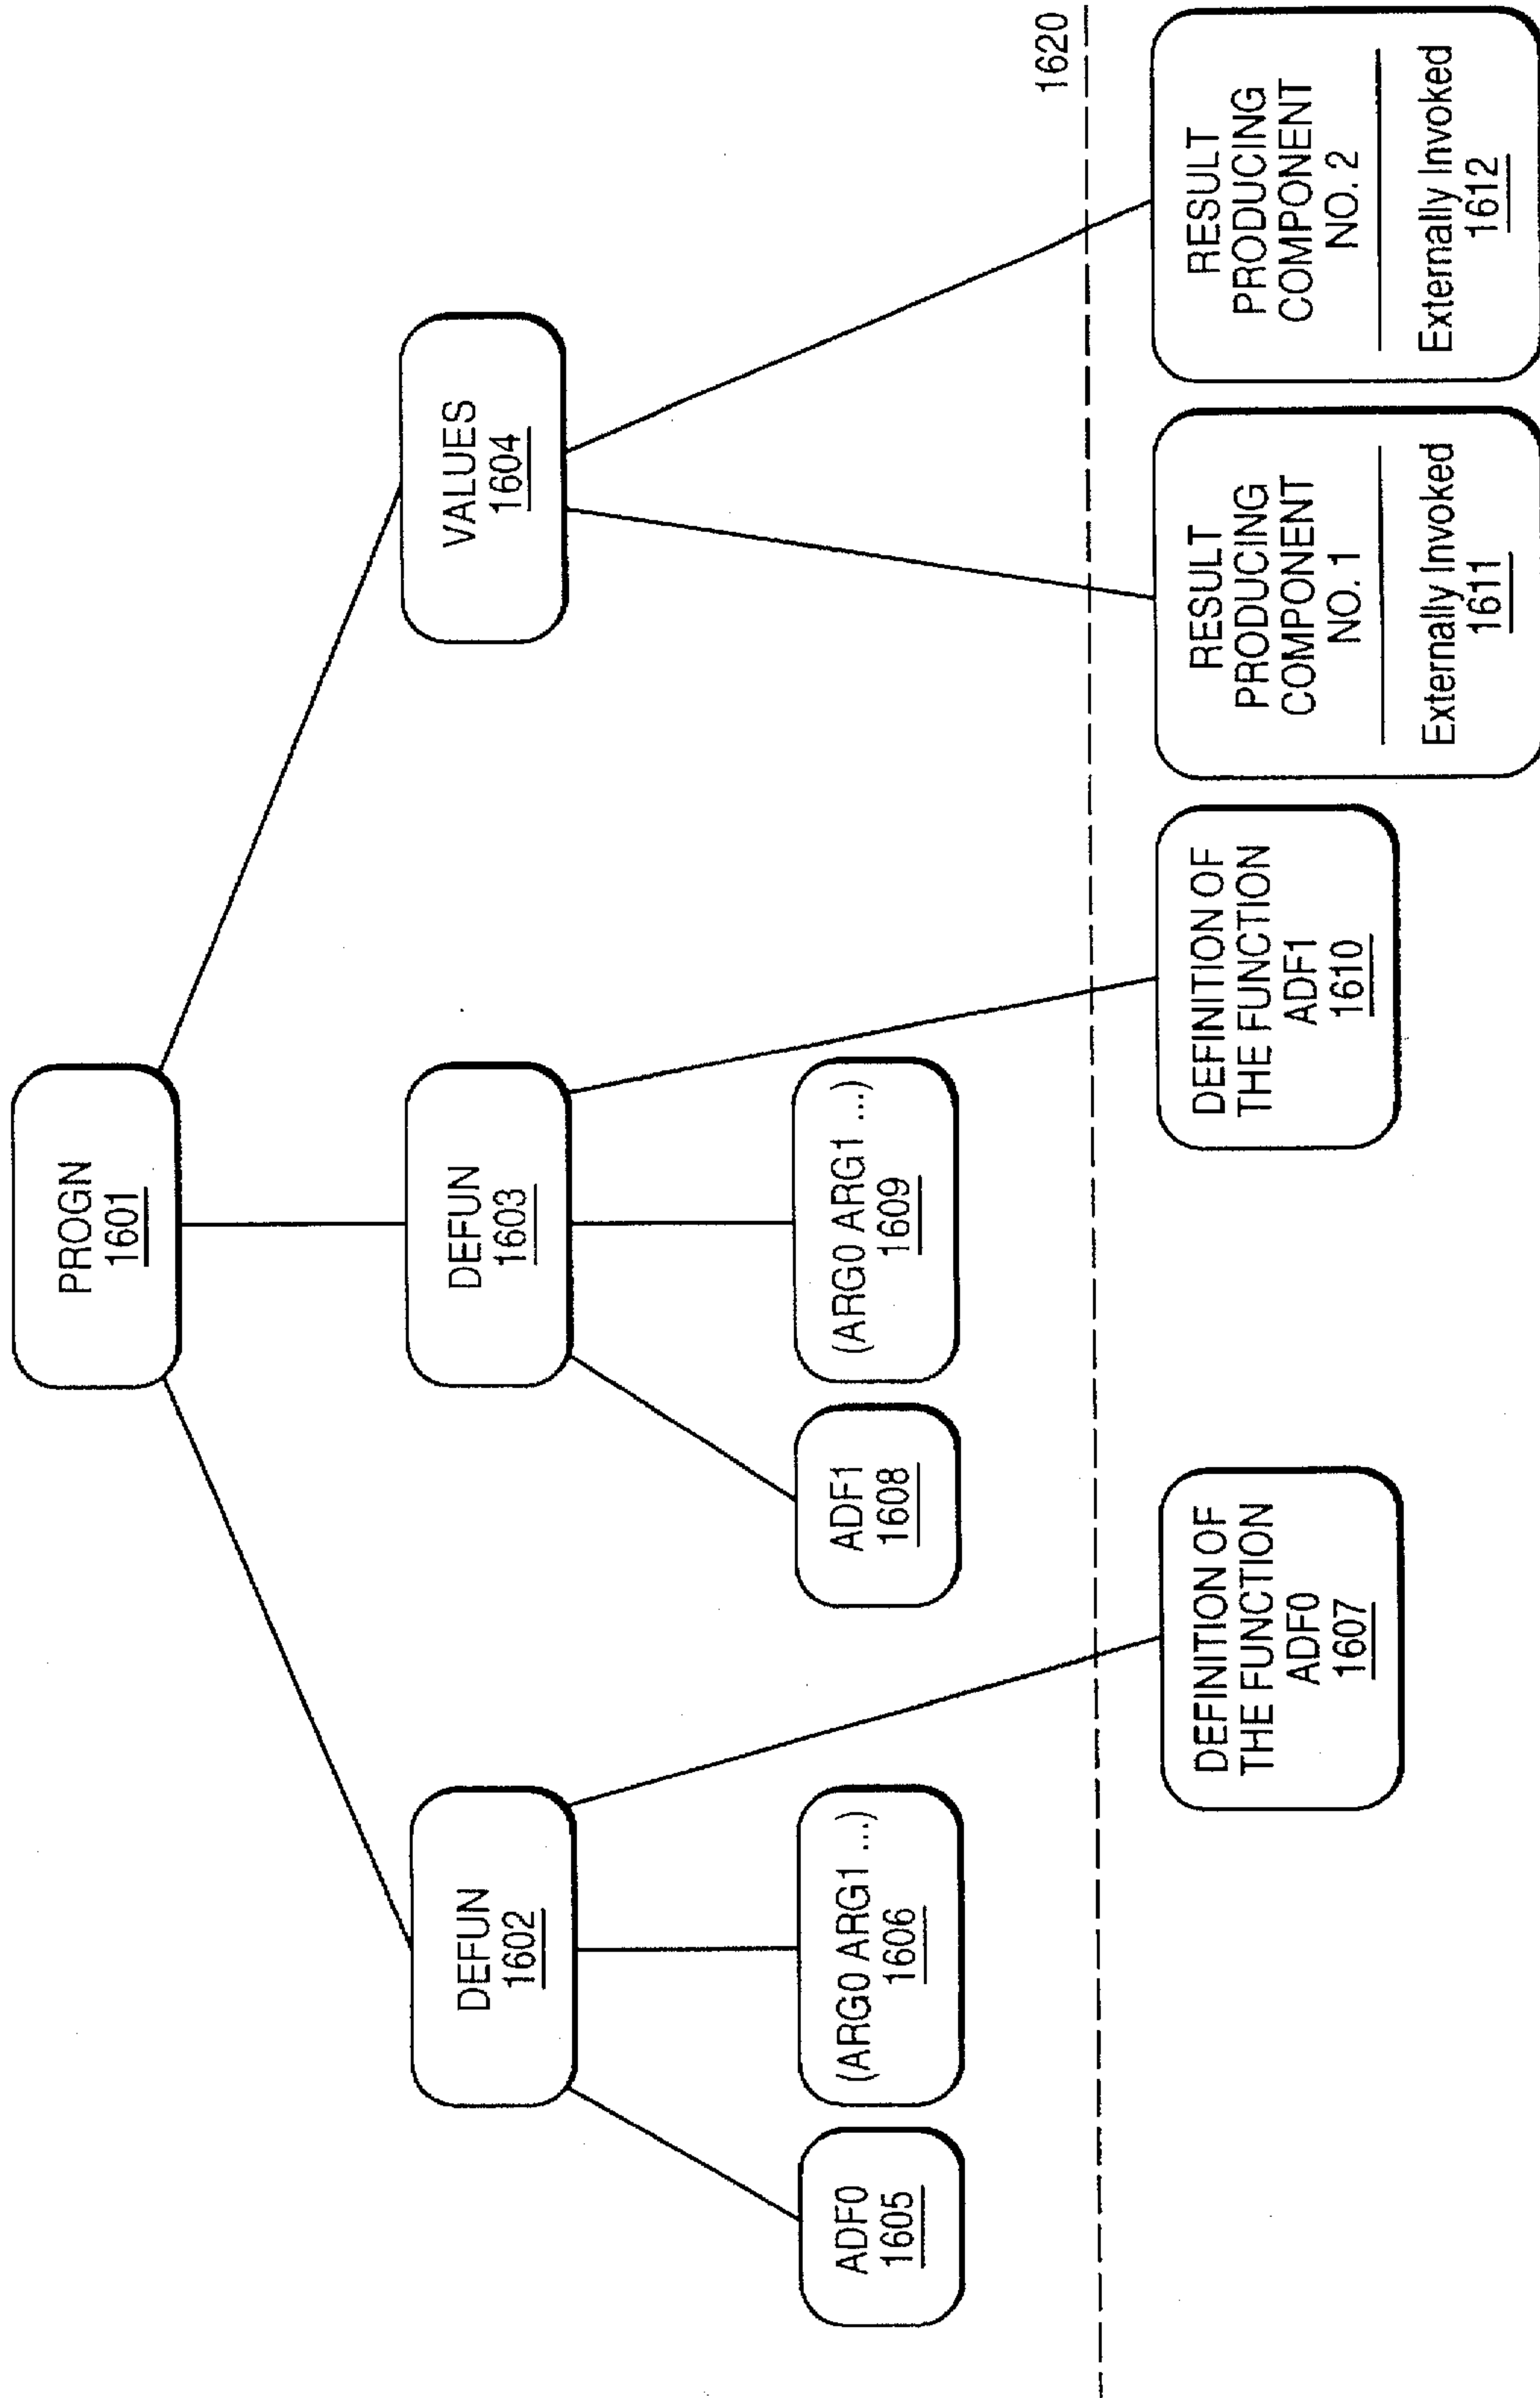 PROGN
1601
DEFUN
1602
DEFUN
1603
VALUES
1604
ADF0
1605
(ARG0 ARG1 ...)
1606
ADF1
1608
(ARG0 ARG1 ...)
1609
1620
DEFINITION OF
THE FUNCTION
ADF0
1607
DEFINITION OF
THE FUNCTION
ADF1
1610
RESULT
PRODUCING
COMPONENT
NO. 1
Externally Invoked
1611
RESULT
PRODUCING
COMPONENT
NO. 2
Externally Invoked
1612